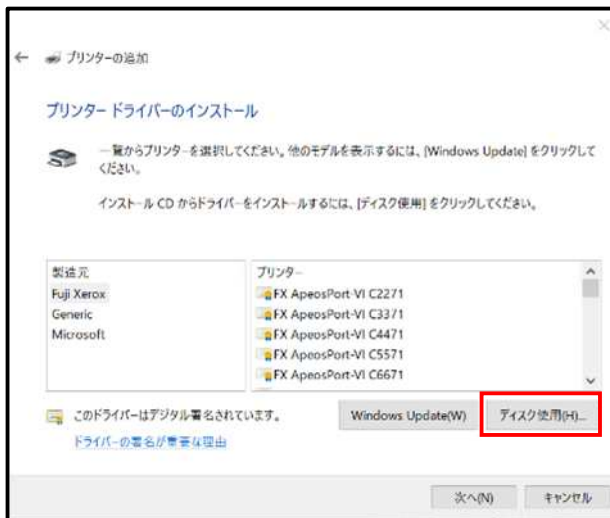 プリンターの追加
プリンター ドライバーのインストール
一覧からプリンターを選択してください。他のモデルを表示するには、[Windows Update] をクリックして
ください。
インストール CD からドライバーをインストールするには、[ディスク使用] をクリックしてください。
製造元
Fuji Xerox
Generic
Microsoft
プリンター
FX ApeosPort-VI C2271
FX ApeosPort-VI C3371
FX ApeosPort-VI C4471
FX ApeosPort-VI C5571
FX ApeosPort-VI C6671
このドライバーはデジタル署名されています。
ドライバーの署名が重要な理由
Windows Update(W)
ディスク使用(H)...
次へ(N)
キャンセル